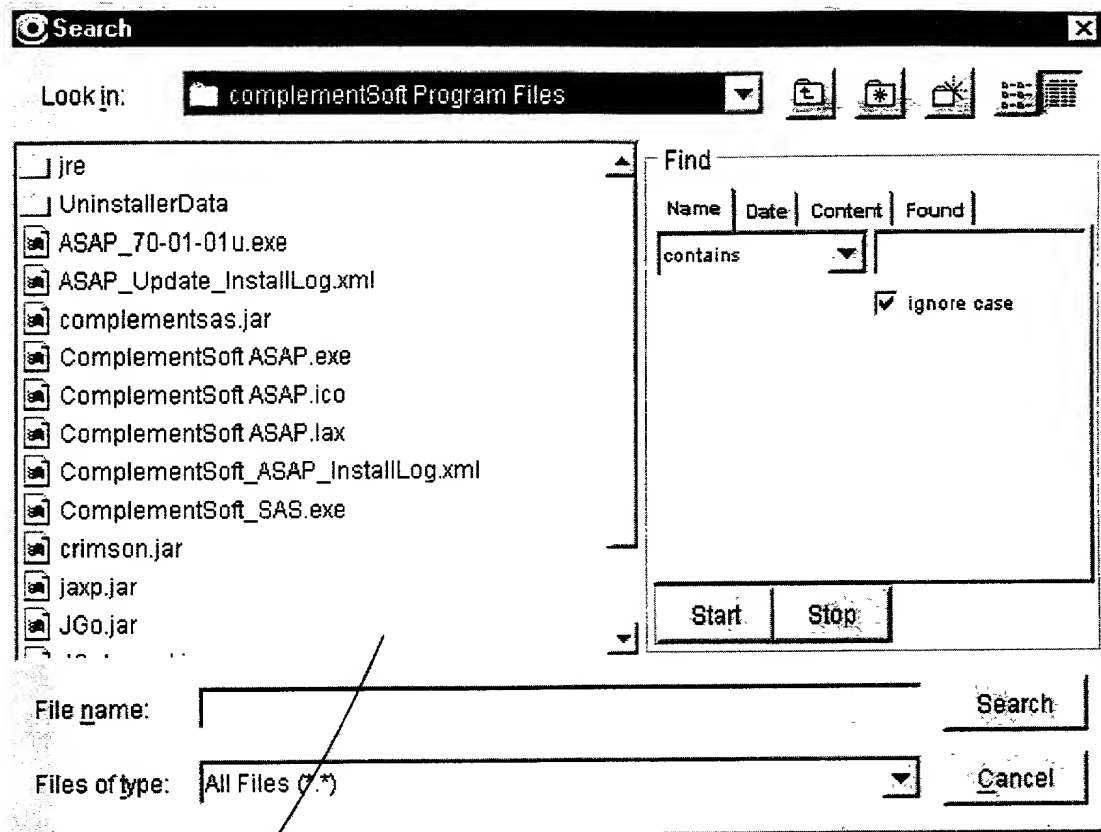 Search
Look in: complementSoft Program Files
jre
UninstallerData
ASAP_70-01-01u.exe
ASAP_Update_InstallLog.xml
complementsas.jar
ComplementSoft ASAP.exe
ComplementSoft ASAP.ico
ComplementSoft ASAP.lax
ComplementSoft_ASAP_InstallLog.xml
ComplementSoft_SAS.exe
crimson.jar
jaxp.jar
JGo.jar
Find
Name Date Content Found
contains
ignore case
Start Stop
File name: Search
Files of type: All Files (*.*) Cancel